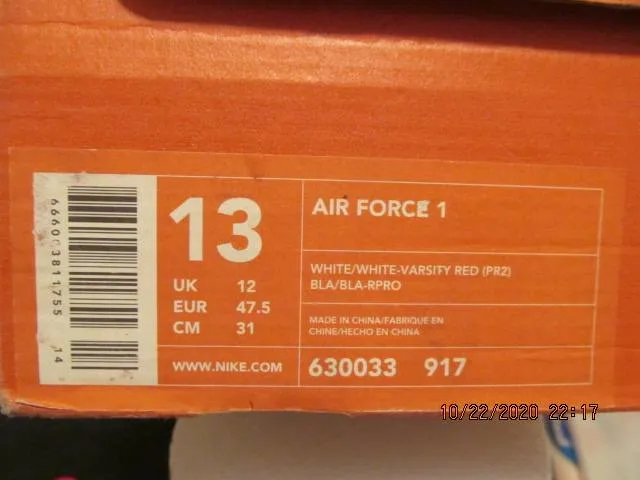 13
UK 12
EUR 47.5
CM 31
WWW.NIKE.COM
AIR FORCE 1
WHITE/WHITE-VARSITY RED (PR2)
BLA/BLA-RPRO
MADE IN CHINA/FABRIQUE EN
CHINE/HECHO EN CHINA
630033 917
14
10/22/2020 22:17